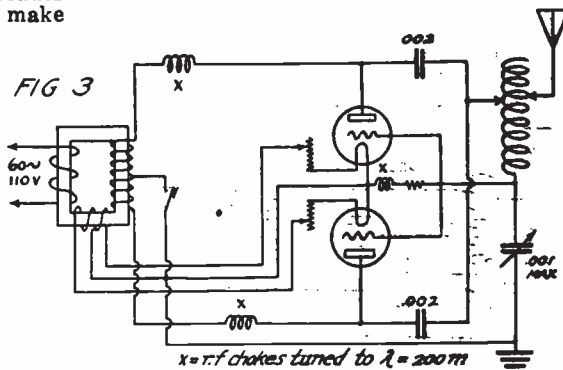 make
FIG 3
.002
X
60~
110V
X
X
.001
MAX
.002
X = r.f chokes tuned to λ = 200 m